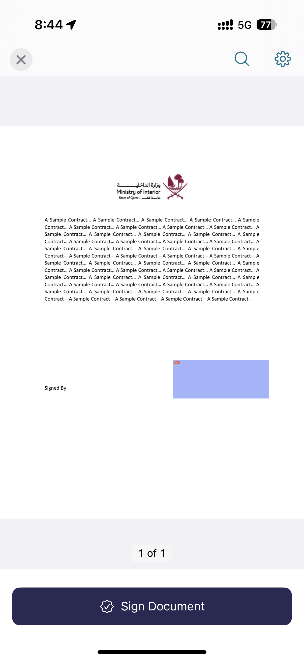 8:44
5G 77
وزارة الداخلية
Ministry of Interior
State of Qatar
A Sample Contract... A Sample Contract... A Sample Contract... A Sample Contract... A Sample
Contract... A Sample Contract... A Sample Contract... A Sample Contract... A Sample Contract... A
Sample Contract... A Sample Contract... A Sample Contract... A Sample Contract... A Sample
Contract... A Sample Contract... A Sample Contract... A Sample Contract... A Sample Contract... A
Sample Contract... A Sample Contract... A Sample Contract... A Sample Contract... A Sample
Contract... A Sample Contract... A Sample Contract... A Sample Contract... A Sample Contract... A
Sample Contract... A Sample Contract... A Sample Contract... A Sample Contract... A Sample
Contract... A Sample Contract... A Sample Contract... A Sample Contract... A Sample Contract... A
Sample Contract... A Sample Contract... A Sample Contract... A Sample Contract... A Sample
Contract... A Sample Contract... A Sample Contract... A Sample Contract... A Sample Contract... A
Sample Contract... A Sample Contract... A Sample Contract... A Sample Contract... A Sample
Contract... A Sample Contract... A Sample Contract... A Sample Contract... A Sample Contract...
Signed By
1 of 1
Sign Document